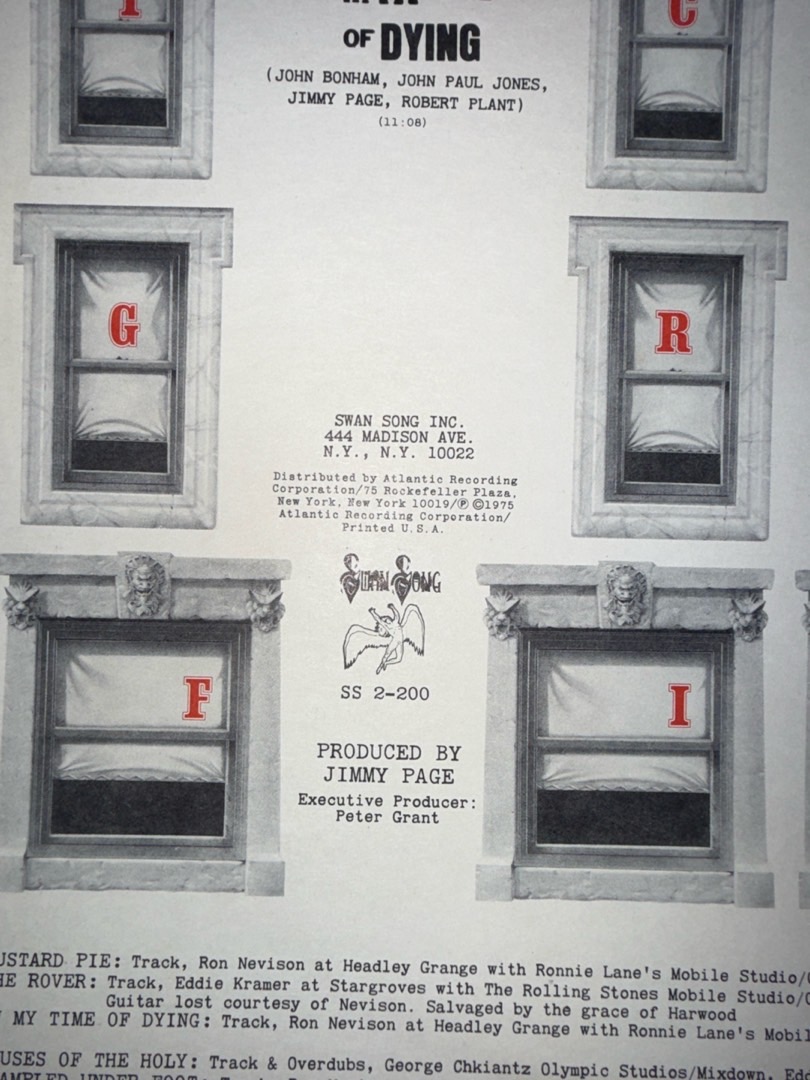 OF DYING
(JOHN BONHAM, JOHN PAUL JONES,
JIMMY PAGE, ROBERT PLANT)
(11:08)
C
G
R
SWAN SONG INC.
444 MADISON AVE.
N.Y., N.Y. 10022
Distributed by Atlantic Recording
Corporation/75 Rockefeller Plaza,
New York, New York 10019/Ⓟ ©1975
Atlantic Recording Corporation/
Printed U.S.A.
SWAN SONG
F
I
SS 2-200
PRODUCED BY
JIMMY PAGE
Executive Producer:
Peter Grant
USTARD PIE: Track, Ron Nevison at Headley Grange with Ronnie Lane's Mobile Studio/
HE ROVER: Track, Eddie Kramer at Stargroves with The Rolling Stones Mobile Studio/
Guitar lost courtesy of Nevison. Salvaged by the grace of Harwood
MY TIME OF DYING: Track, Ron Nevison at Headley Grange with Ronnie Lane's Mobil
USES OF THE HOLY: Track & Overdubs, George Chkiantz Olympic Studios/Mixdown, Edd